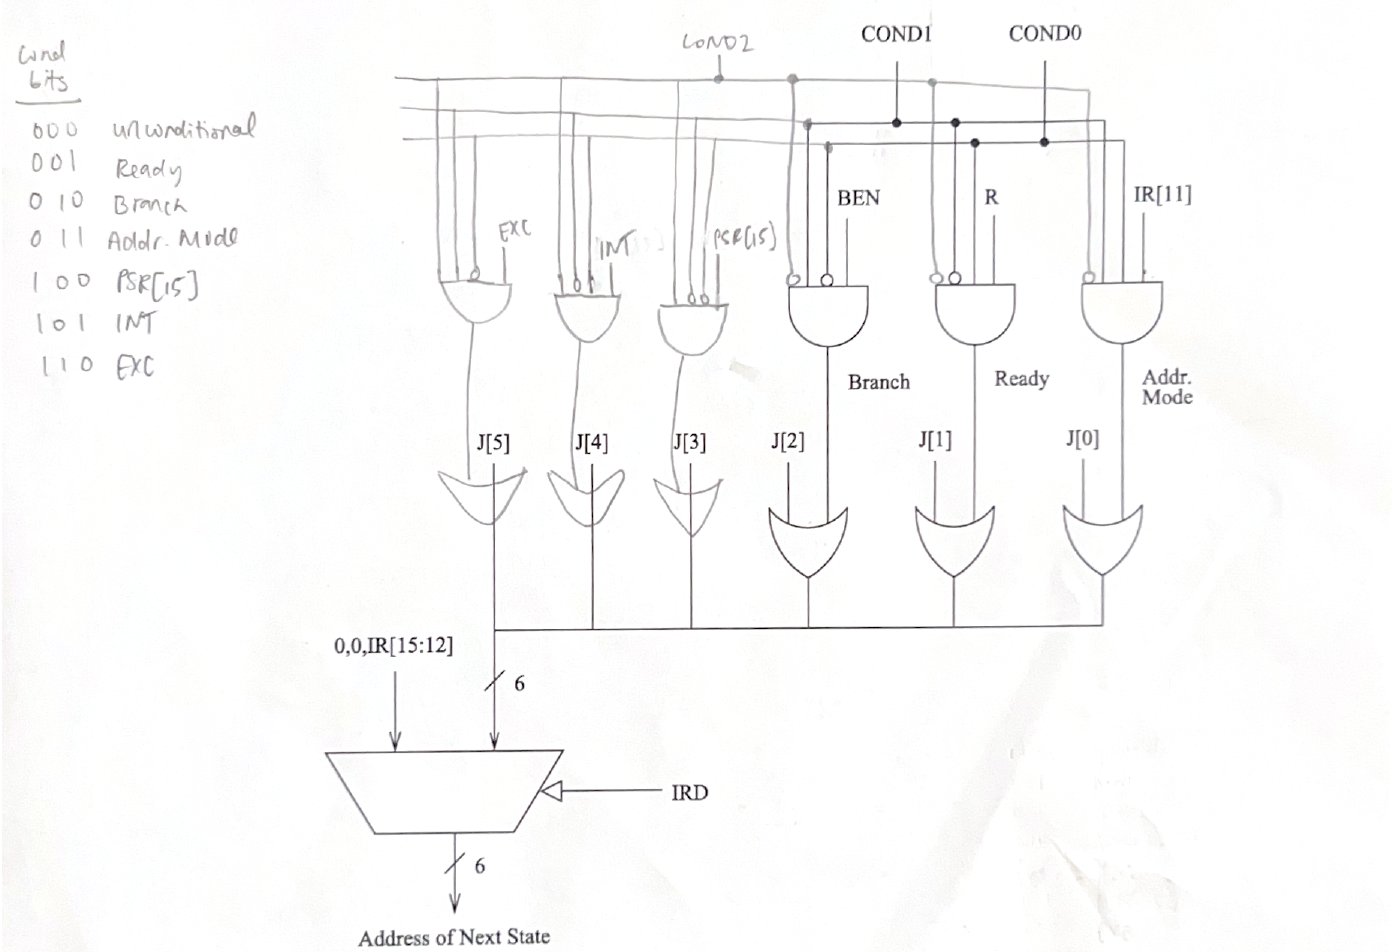 COND2
COND1
COND0
Cond
bits
000 unconditional
001 Ready
010 Branch
011 Addr. Mode
100 PSR[15]
101 INT
110 EXC
EXC
INT
PSR[15]
BEN
R
IR[11]
Branch
Ready
Addr.
Mode
J[5]
J[4]
J[3]
J[2]
J[1]
J[0]
0,0,IR[15:12]
6
IRD
6
Address of Next State